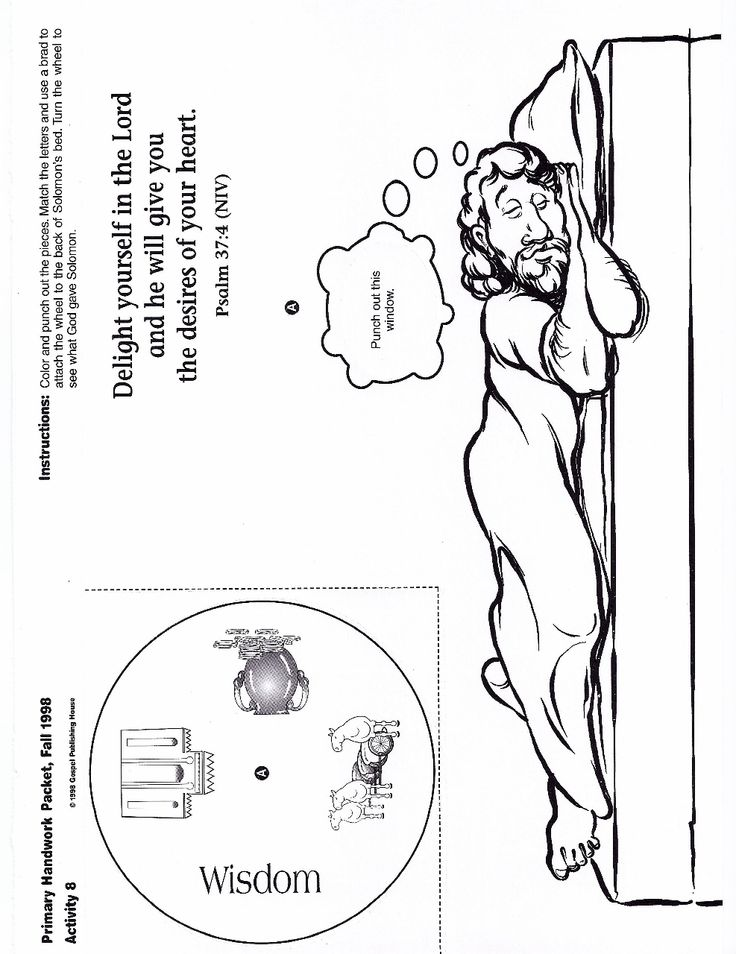 Primary Handwork Packet, Fall 1998
Activity 8
© 1998 Gospel Publishing House
Instructions: Color and punch out the pieces. Match the letters and use a brad to
attach the wheel to the back of Solomon's bed. Turn the wheel to
see what God gave Solomon.
Delight yourself in the Lord
and he will give you
the desires of your heart.
Psalm 37:4 (NIV)
A
Punch out this
window.
A
Wisdom